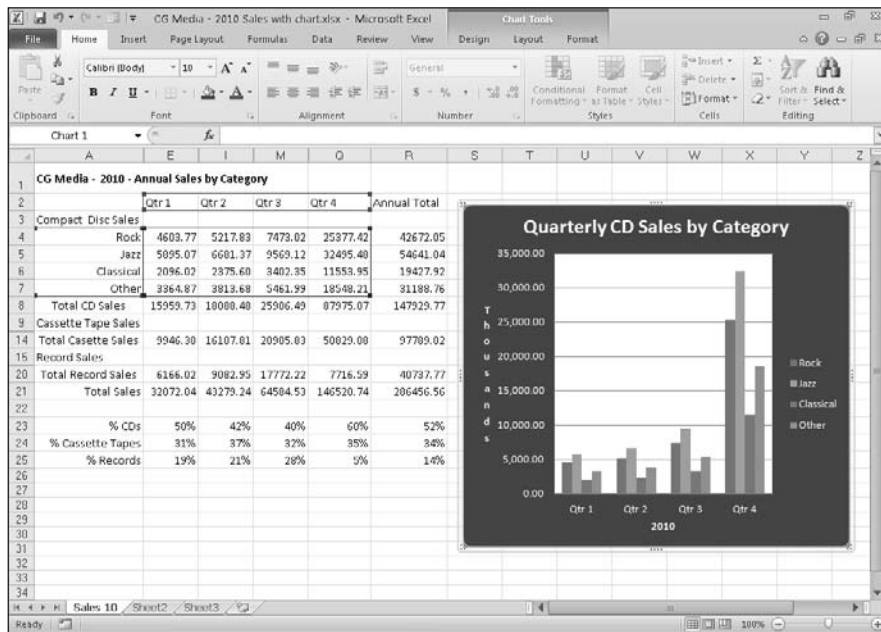 CG Media - 2010 Sales with chart.xlsx - Microsoft Excel
Chart Tools
File Home Insert Page Layout Formulas Data Review View Design Layout Format
Paste
Calibri (Body) 10 A A
B I U A
General
$ % ,
Conditional Formatting
Format as Table
Cell Styles
Insert
Delete
Format
Σ
Sort & Filter
Find & Select
Clipboard Font Alignment Number Styles Cells Editing
Chart 1 fx
A E I M Q R S T U V W X Y Z
1 CG Media - 2010 - Annual Sales by Category
2 Qtr 1 Qtr 2 Qtr 3 Qtr 4 Annual Total
3 Compact Disc Sales
4 Rock 4603.77 5217.83 7473.02 25377.42 42672.05
5 Jazz 5895.07 6681.37 9569.12 32495.48 54641.04
6 Classical 2096.02 2375.60 3402.35 11553.95 19427.92
7 Other 3364.87 3813.68 5461.99 18548.21 31188.76
8 Total CD Sales 15959.73 18088.48 25906.49 87975.07 147929.77
9 Cassette Tape Sales
14 Total Casette Sales 9946.30 16107.81 20905.83 50829.08 97789.02
15 Record Sales
20 Total Record Sales 6166.02 9082.95 17772.22 7716.59 40737.77
21 Total Sales 32072.04 43279.24 64584.53 146520.74 286456.56
22
23 % CDs 50% 42% 40% 60% 52%
24 % Cassette Tapes 31% 37% 32% 35% 34%
25 % Records 19% 21% 28% 5% 14%
26
27
28
29
30
31
32
33
34
Quarterly CD Sales by Category
35,000.00
30,000.00
25,000.00
20,000.00
15,000.00
10,000.00
5,000.00
0.00
Thousands
Qtr 1 Qtr 2 Qtr 3 Qtr 4
2010
Rock
Jazz
Classical
Other
Sales 10 Sheet2 Sheet3
Ready 100%